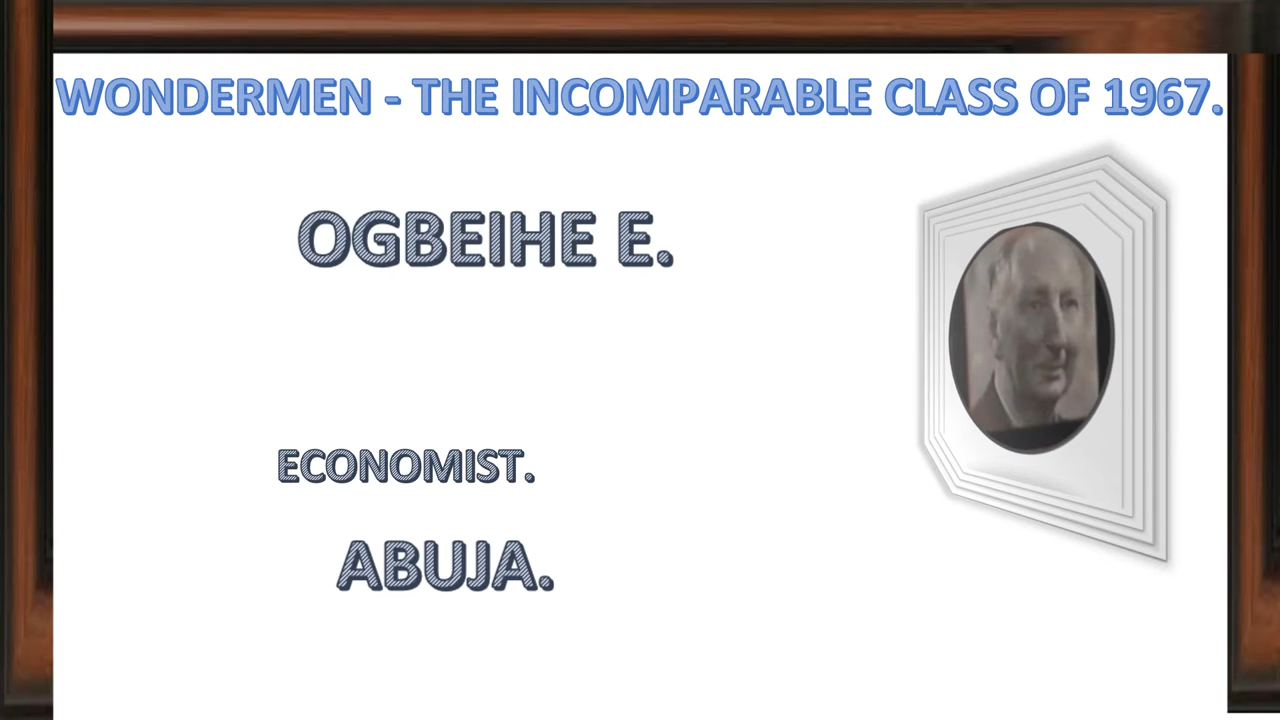 WONDERMEN - THE INCOMPARABLE CLASS OF 1967.
OGBEIHE E.
ECONOMIST.
ABUJA.